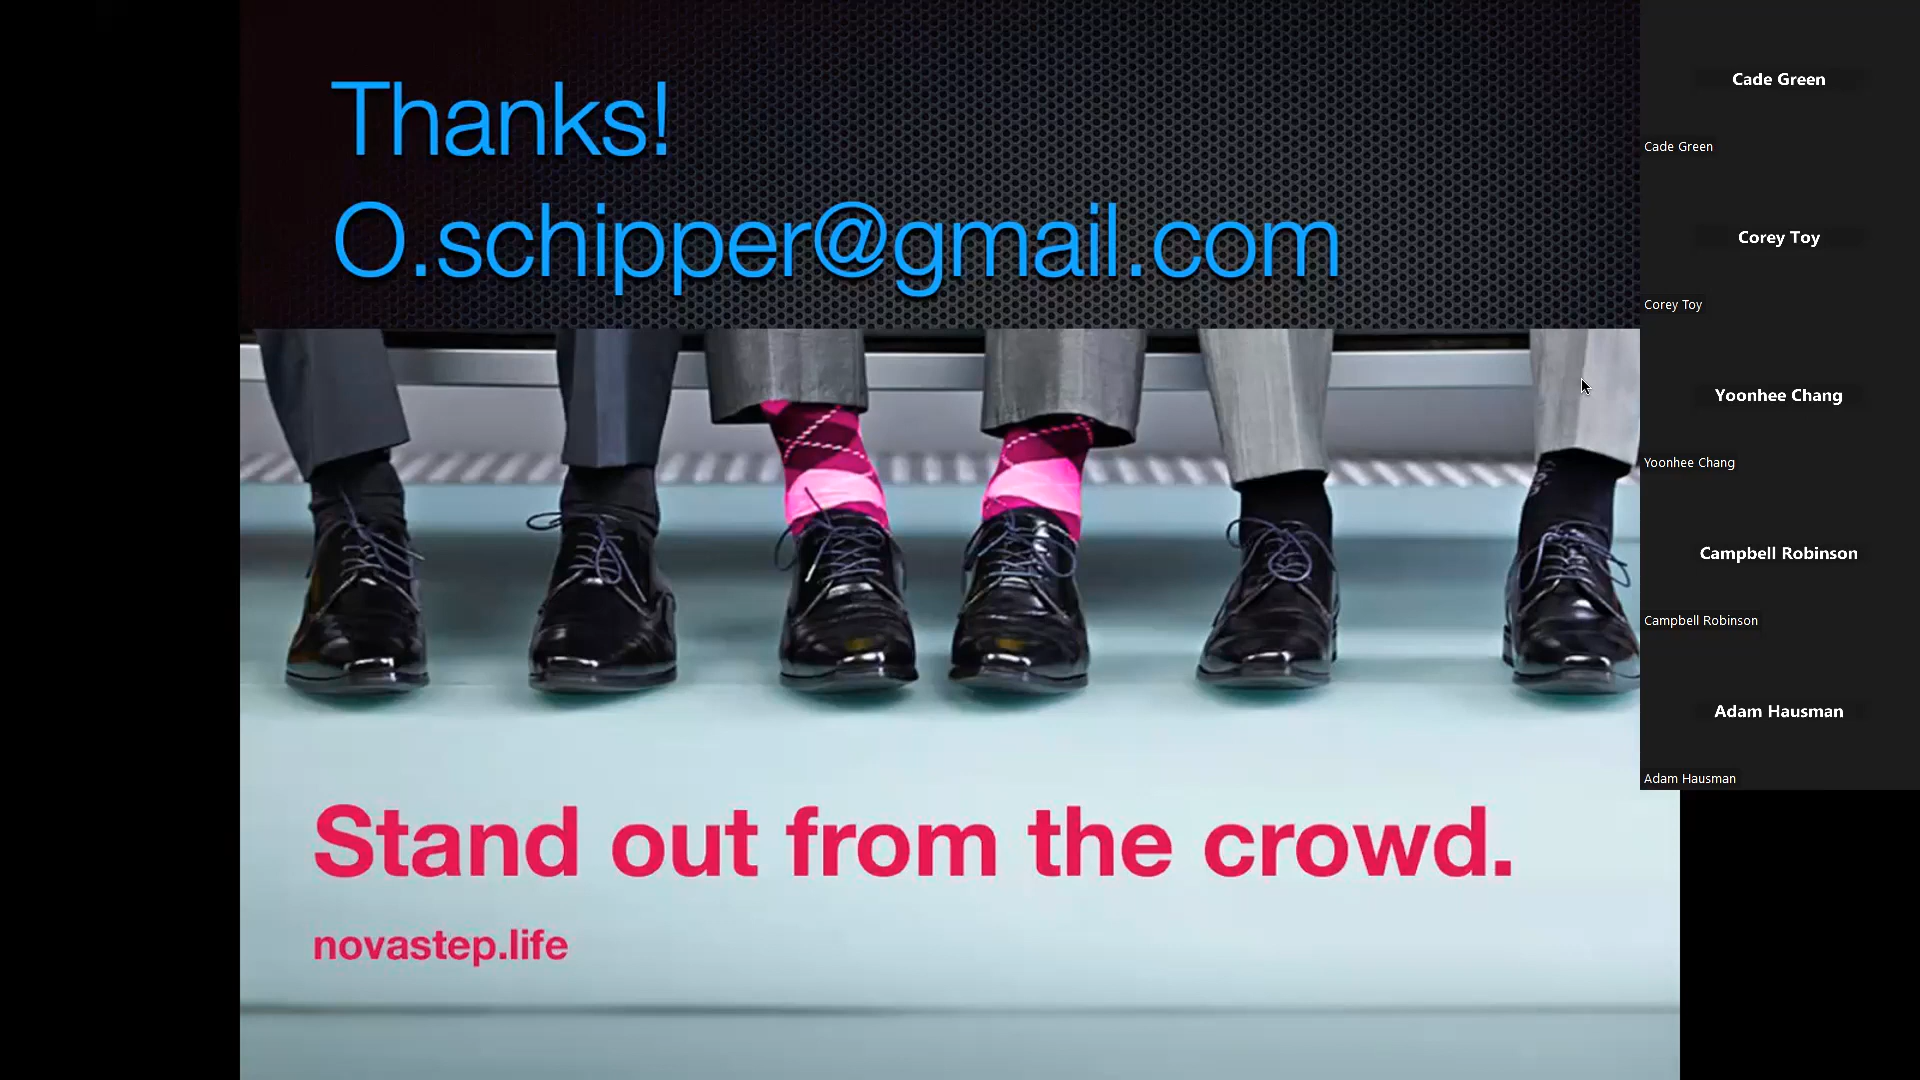 Thanks!
O.schipper@gmail.com
Stand out from the crowd.
novastep.life
Cade Green
Cade Green
Corey Toy
Corey Toy
Yoonhee Chang
Yoonhee Chang
Campbell Robinson
Campbell Robinson
Adam Hausman
Adam Hausman